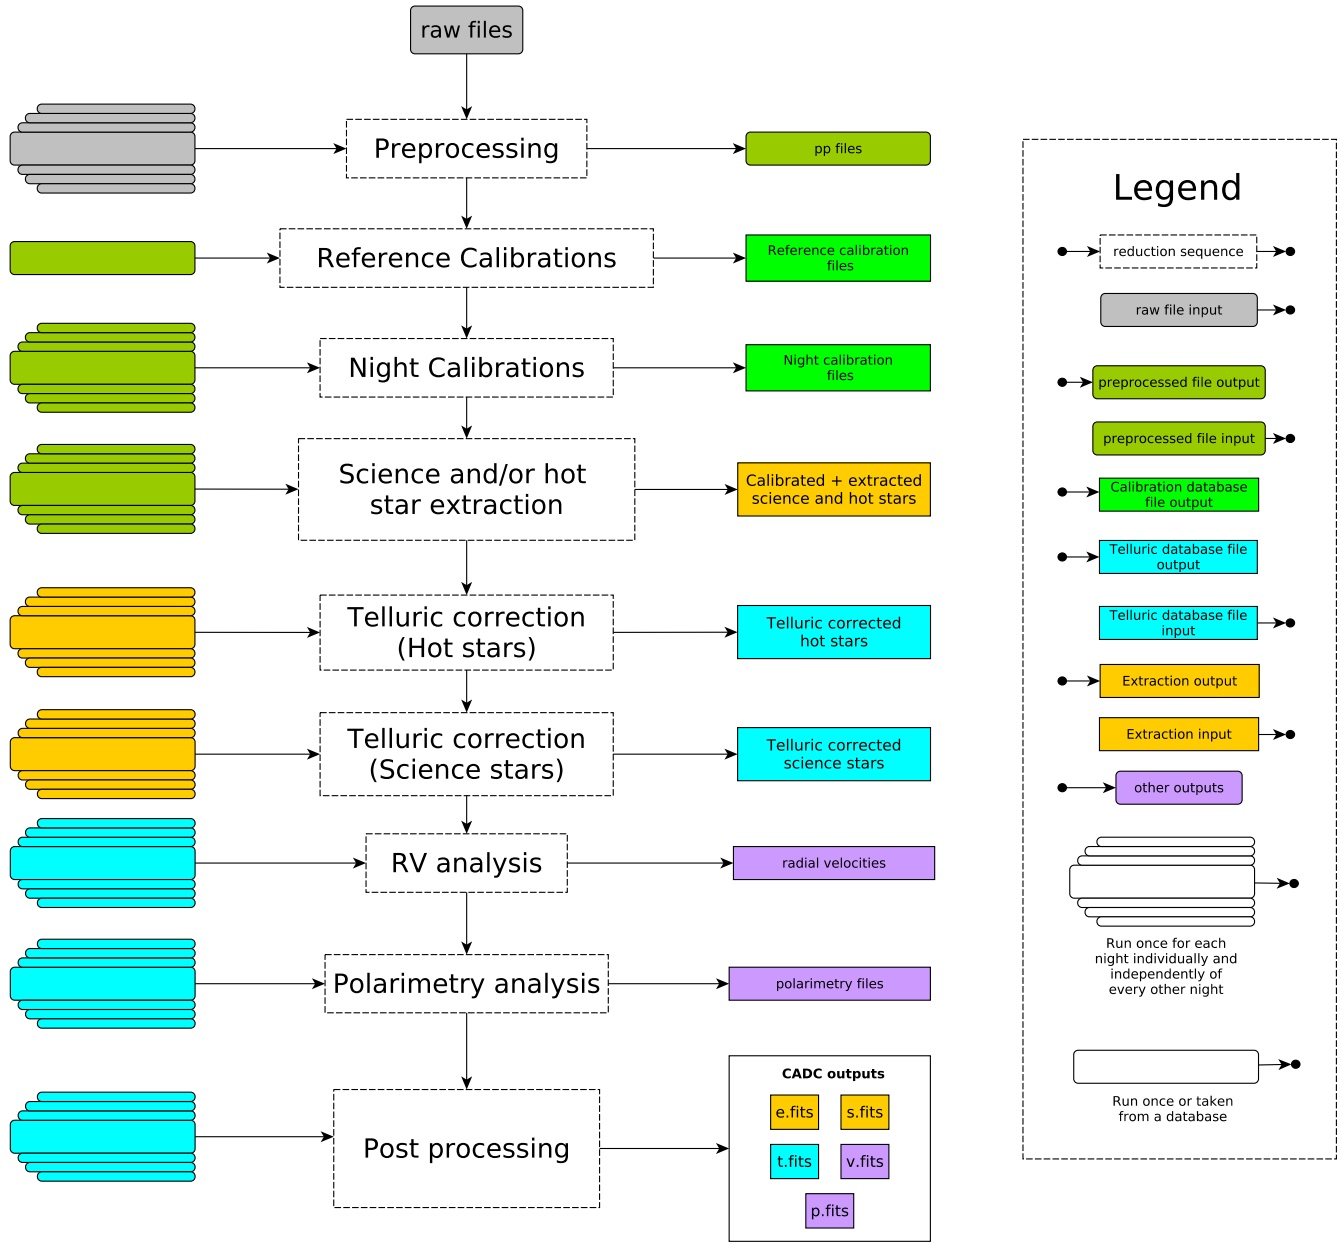 raw files
Preprocessing
pp files
Reference Calibrations
Reference calibration
files
Night Calibrations
Night calibration
files
Science and/or hot
star extraction
Calibrated + extracted
science and hot stars
Telluric correction
(Hot stars)
Telluric corrected
hot stars
Telluric correction
(Science stars)
Telluric corrected
science stars
RV analysis
radial velocities
Polarimetry analysis
polarimetry files
Post processing
CADC outputs
e.fits
s.fits
t.fits
v.fits
p.fits
Legend
reduction sequence
raw file input
preprocessed file output
preprocessed file input
Calibration database
file output
Telluric database file
output
Telluric database file
input
Extraction output
Extraction input
other outputs
Run once for each
night individually and
independently of
every other night
Run once or taken
from a database